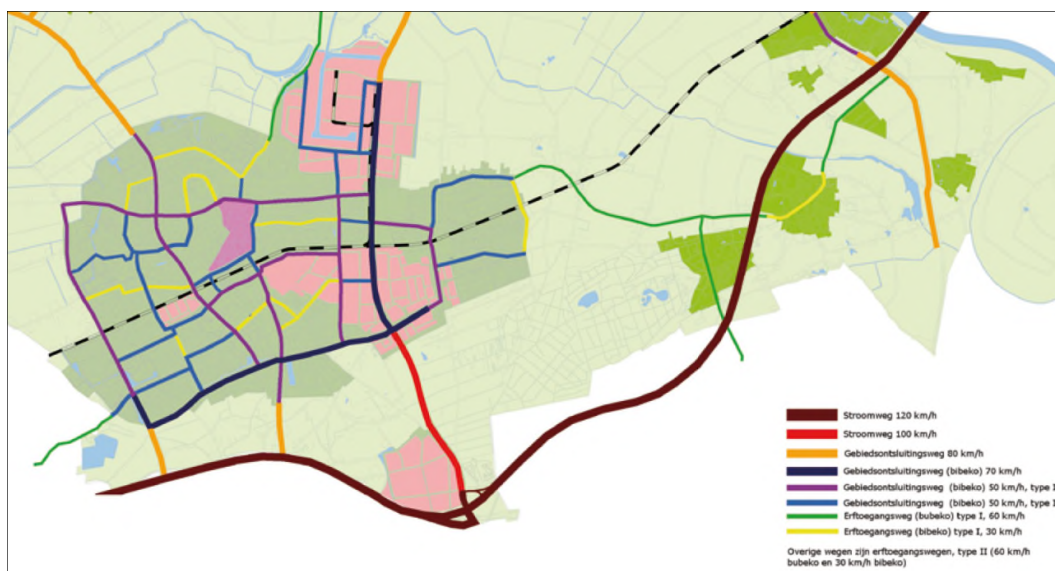 Stroomweg 120 km/h
Stroomweg 100 km/h
Gebiedsontsluitingsweg 80 km/h
Gebiedsontsluitingsweg (bibeko) 70 km/h
Gebiedsontsluitingsweg (bibeko) 50 km/h, type I
Gebiedsontsluitingsweg (bibeko) 50 km/h, type I
Erftoegangsweg (bubeko) type I, 60 km/h
Erftoegangsweg (bibeko) type I, 30 km/h
Overige wegen zijn erftoegangswegen, type II (60 km/h
bubeko en 30 km/h bibeko)